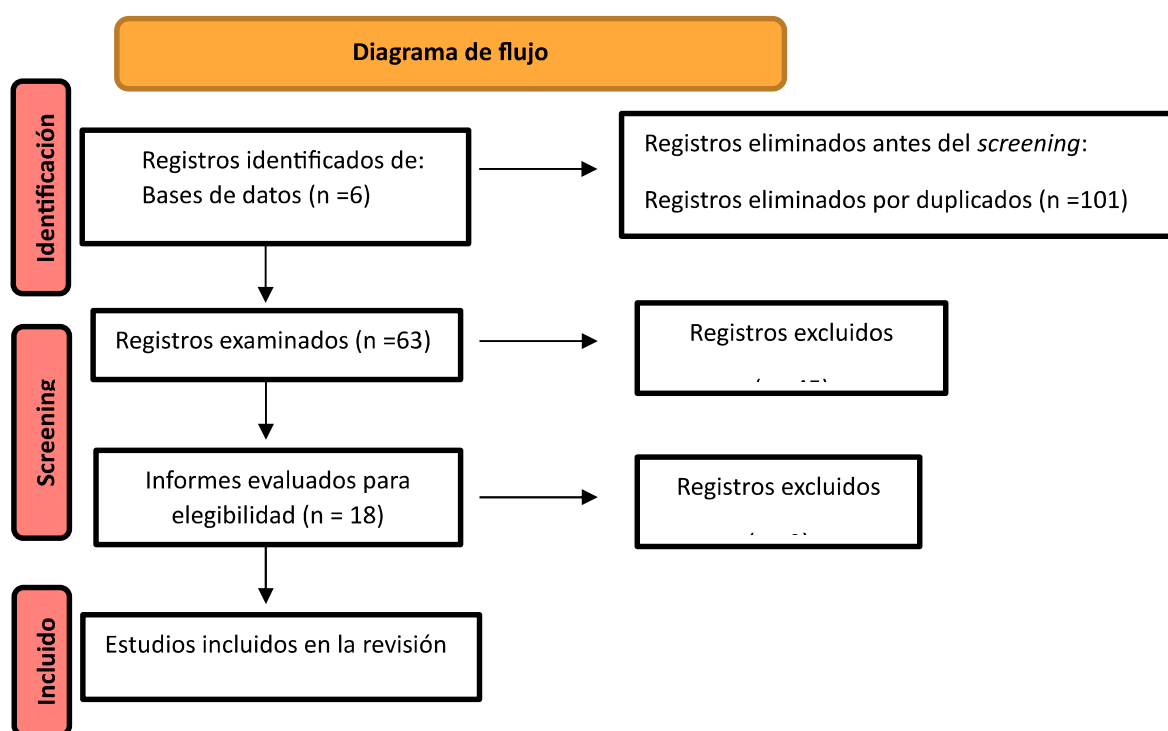 Diagrama de flujo
Identificación
Registros identificados de:
Bases de datos (n =6)
Registros eliminados antes del screening:
Registros eliminados por duplicados (n =101)
Screening
Registros examinados (n =63)
Registros excluidos
Informes evaluados para
elegibilidad (n = 18)
Registros excluidos
Incluido
Estudios incluidos en la revisión